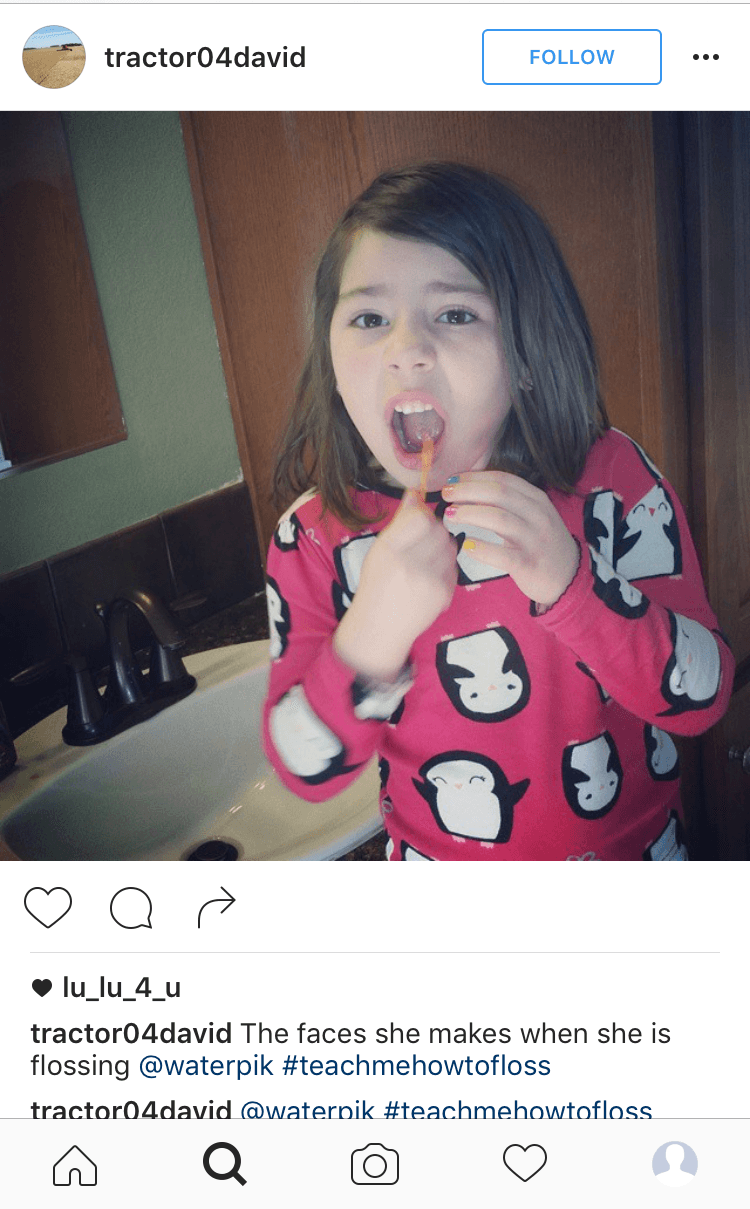 tractor04david
FOLLOW
lu_lu_4_u
tractor04david The faces she makes when she is
flossing @waterpik #teachmehowtofloss
tractor04david @waterpik #teachmehowtofloss